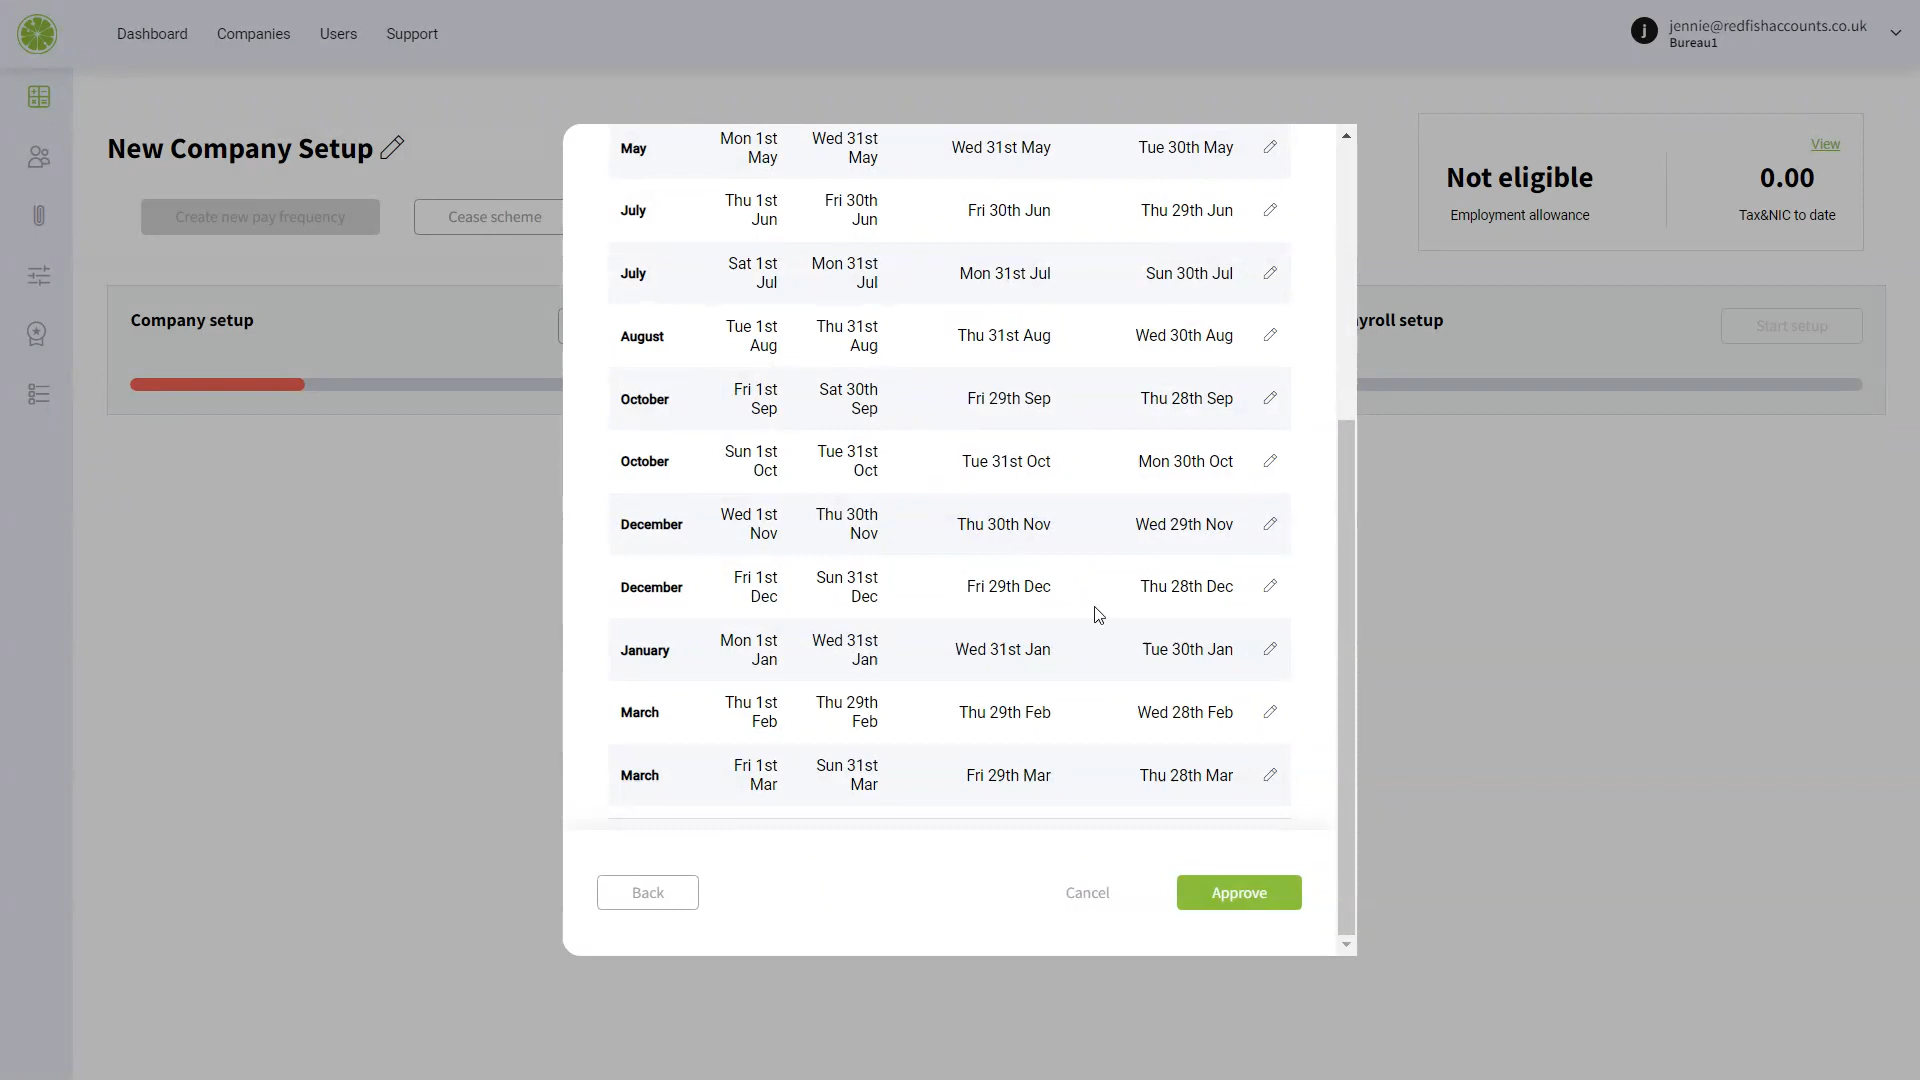 Dashboard Companies Users Support
j jennie@redfishaccounts.co.uk
Bureau1
New Company Setup
Create new pay frequency Cease scheme
View
Not eligible 0.00
Employment allowance Tax&NIC to date
Company setup
yroll setup Start setup
May Mon 1st May Wed 31st May Wed 31st May Tue 30th May
July Thu 1st Jun Fri 30th Jun Fri 30th Jun Thu 29th Jun
July Sat 1st Jul Mon 31st Jul Mon 31st Jul Sun 30th Jul
August Tue 1st Aug Thu 31st Aug Thu 31st Aug Wed 30th Aug
October Fri 1st Sep Sat 30th Sep Fri 29th Sep Thu 28th Sep
October Sun 1st Oct Tue 31st Oct Tue 31st Oct Mon 30th Oct
December Wed 1st Nov Thu 30th Nov Thu 30th Nov Wed 29th Nov
December Fri 1st Dec Sun 31st Dec Fri 29th Dec Thu 28th Dec
January Mon 1st Jan Wed 31st Jan Wed 31st Jan Tue 30th Jan
March Thu 1st Feb Thu 29th Feb Thu 29th Feb Wed 28th Feb
March Fri 1st Mar Sun 31st Mar Fri 29th Mar Thu 28th Mar
Back Cancel Approve